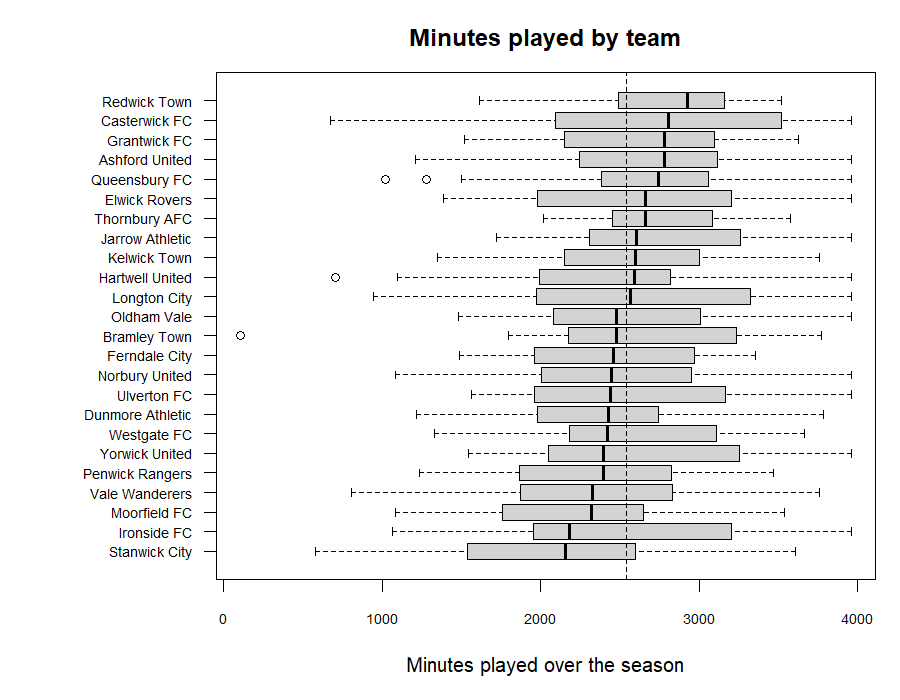 Minutes played by team
Redwick Town
Casterwick FC
Grantwick FC
Ashford United
Queensbury FC
Elwick Rovers
Thornbury AFC
Jarrow Athletic
Kelwick Town
Hartwell United
Longton City
Oldham Vale
Bramley Town
Ferndale City
Norbury United
Ulverton FC
Dunmore Athletic
Westgate FC
Yorwick United
Penwick Rangers
Vale Wanderers
Moorfield FC
Ironside FC
Stanwick City
0 1000 2000 3000 4000
Minutes played over the season